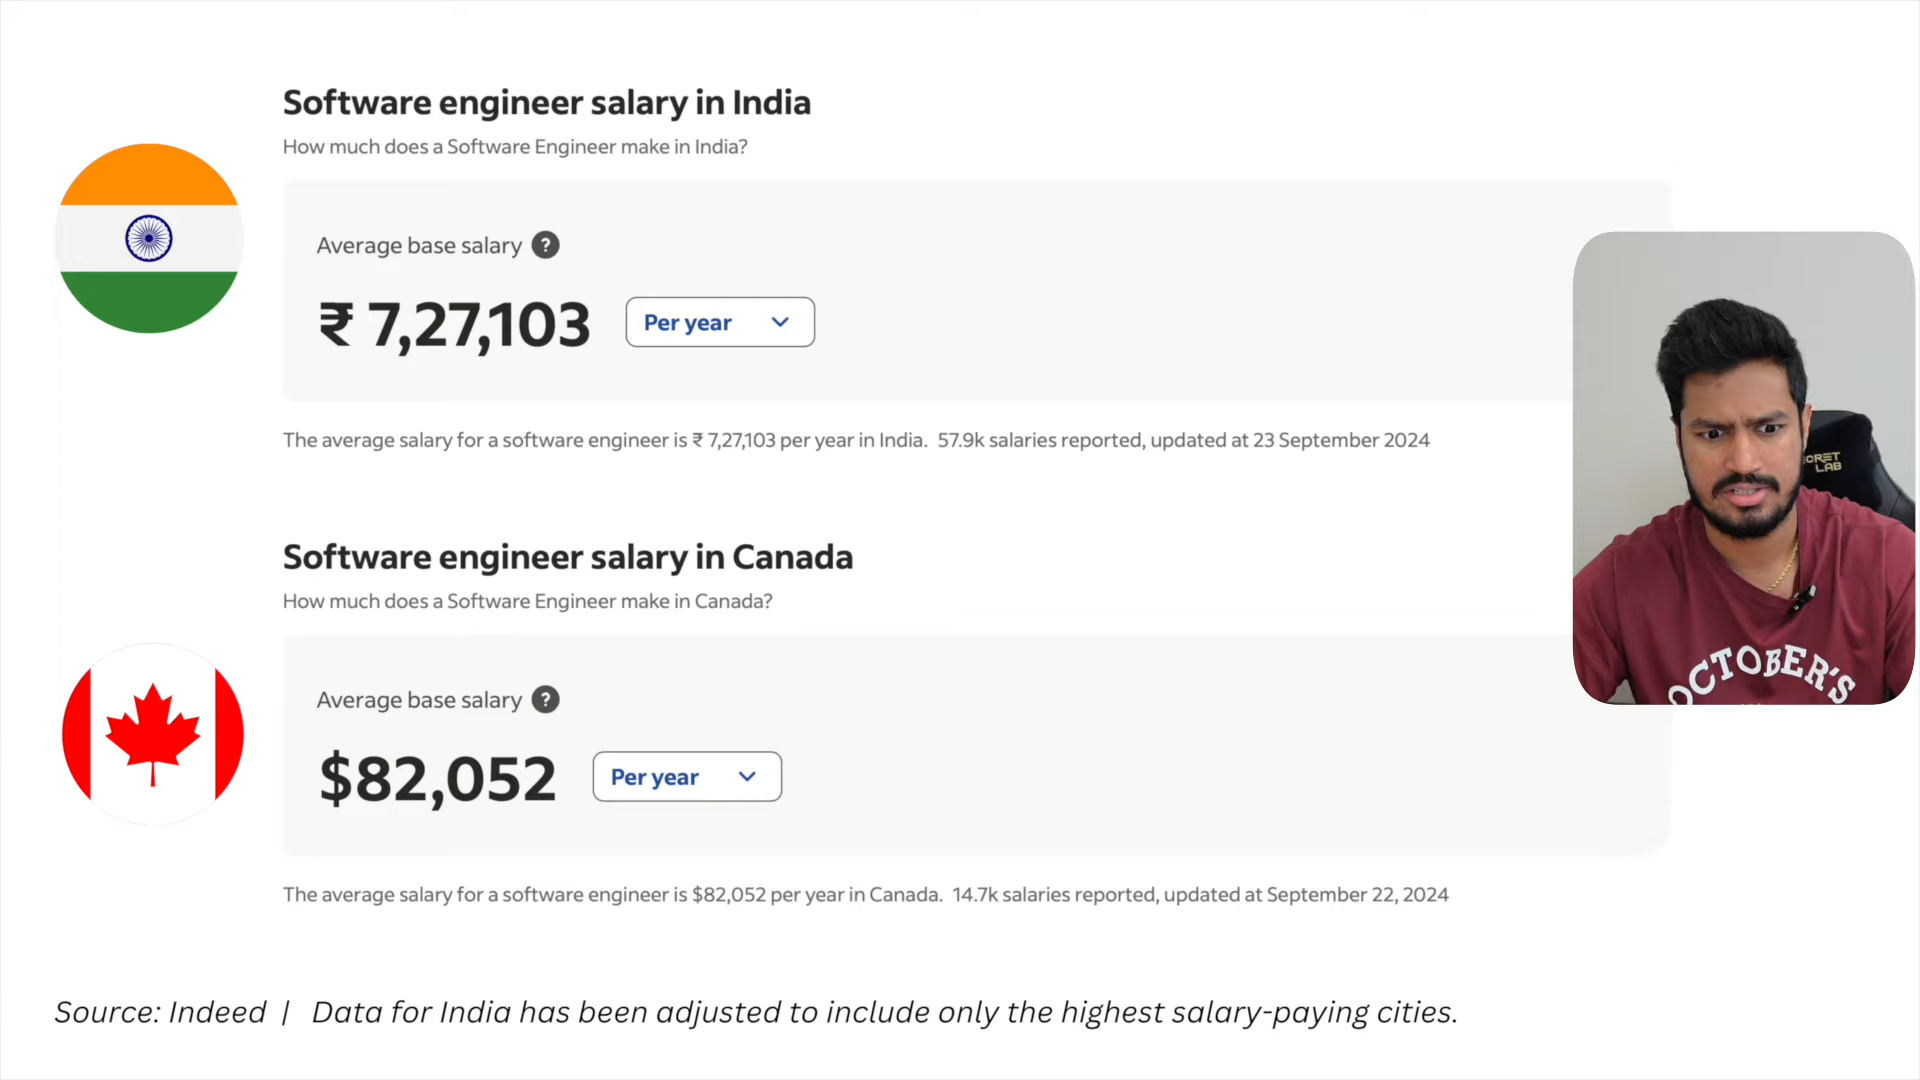 Software engineer salary in India
How much does a Software Engineer make in India?
Average base salary ?
₹ 7,27,103 Per year
The average salary for a software engineer is ₹ 7,27,103 per year in India. 57.9k salaries reported, updated at 23 September 2024
CRET
LAB
Software engineer salary in Canada
How much does a Software Engineer make in Canada?
OCTOBER'S
Average base salary ?
$82,052 Per year
The average salary for a software engineer is $82,052 per year in Canada. 14.7k salaries reported, updated at September 22, 2024
Source: Indeed | Data for India has been adjusted to include only the highest salary-paying cities.